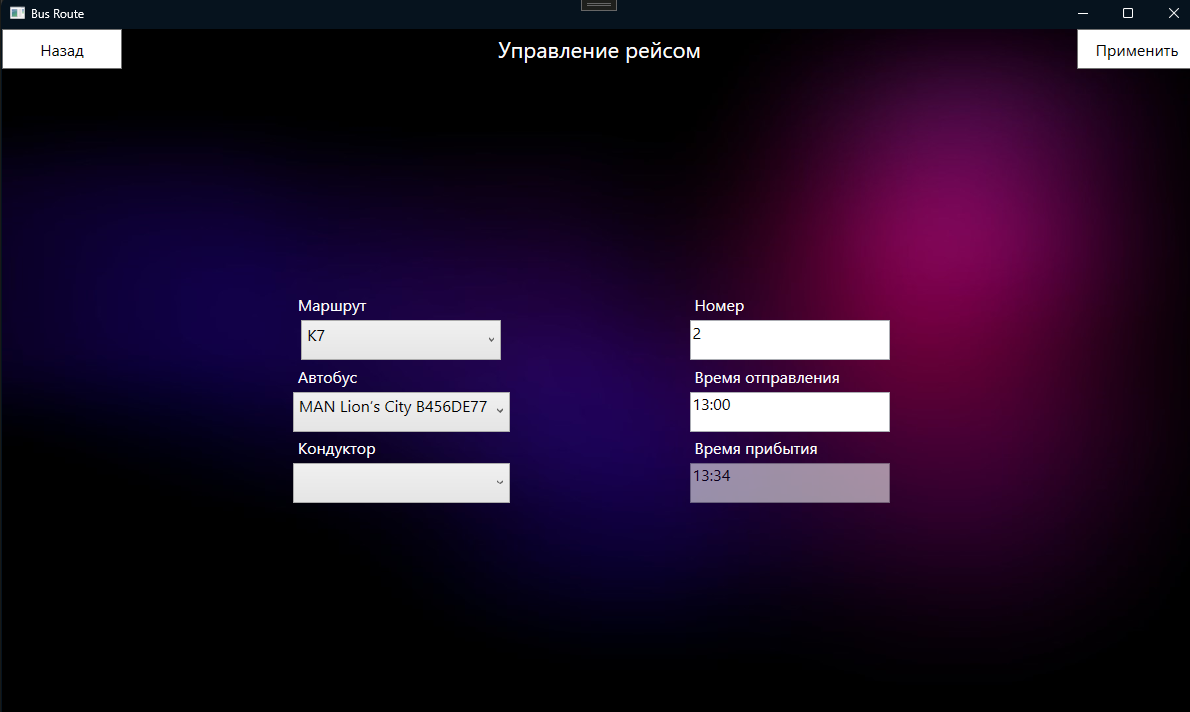 Bus Route
Назад
Управление рейсом
Применить
Маршрут
K7
Автобус
MAN Lion’s City B456DE77
Кондуктор
Номер
2
Время отправления
13:00
Время прибытия
13:34